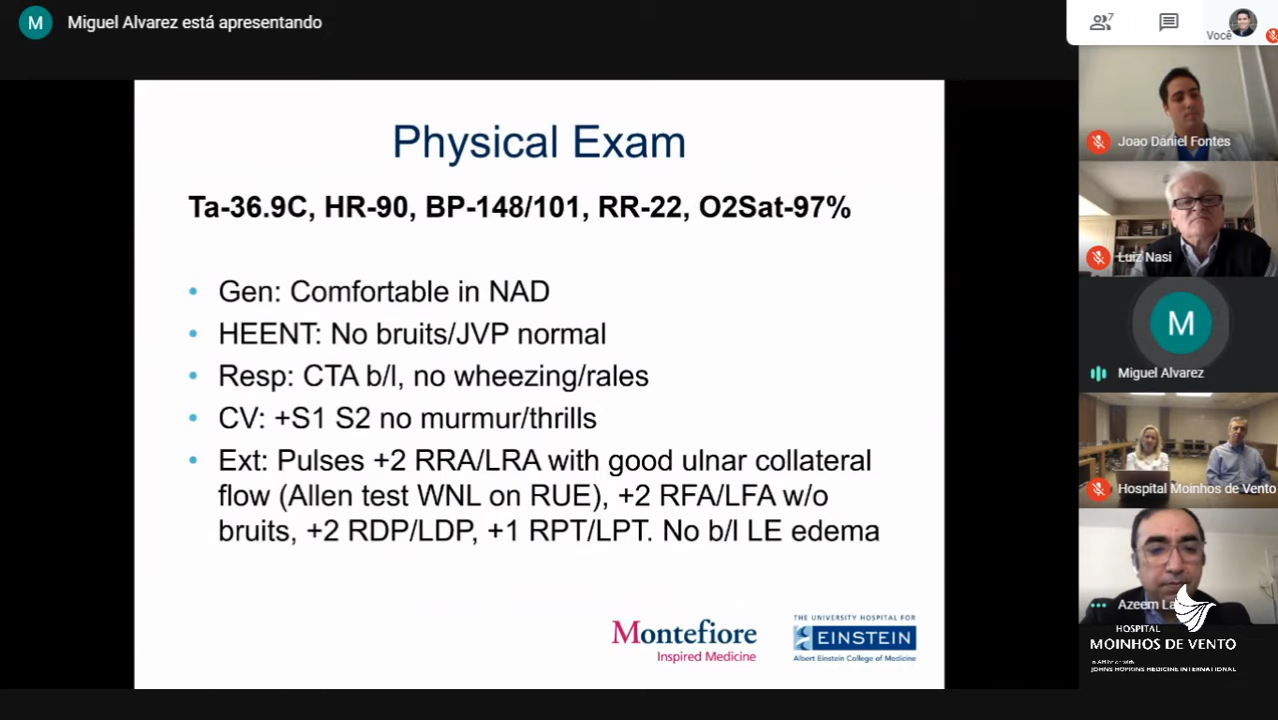 M
Miguel Alvarez está apresentando
7
Você
Physical Exam
Ta-36.9C, HR-90, BP-148/101, RR-22, O2Sat-97%
• Gen: Comfortable in NAD
• HEENT: No bruits/JVP normal
• Resp: CTA b/l, no wheezing/rales
• CV: +S1 S2 no murmur/thrills
• Ext: Pulses +2 RRA/LRA with good ulnar collateral
flow (Allen test WNL on RUE), +2 RFA/LFA w/o
bruits, +2 RDP/LDP, +1 RPT/LPT. No b/l LE edema
Montefiore
Inspired Medicine
THE UNIVERSITY HOSPITAL FOR
EINSTEIN
Albert Einstein College of Medicine
Joao Daniel Fontes
Luiz Nasi
M
Miguel Alvarez
Hospital Moinhos de Vento
Azeem
HOSPITAL
MOINHOS DE VENTO
JOHNS HOPKINS MEDICINE INTERNATIONAL